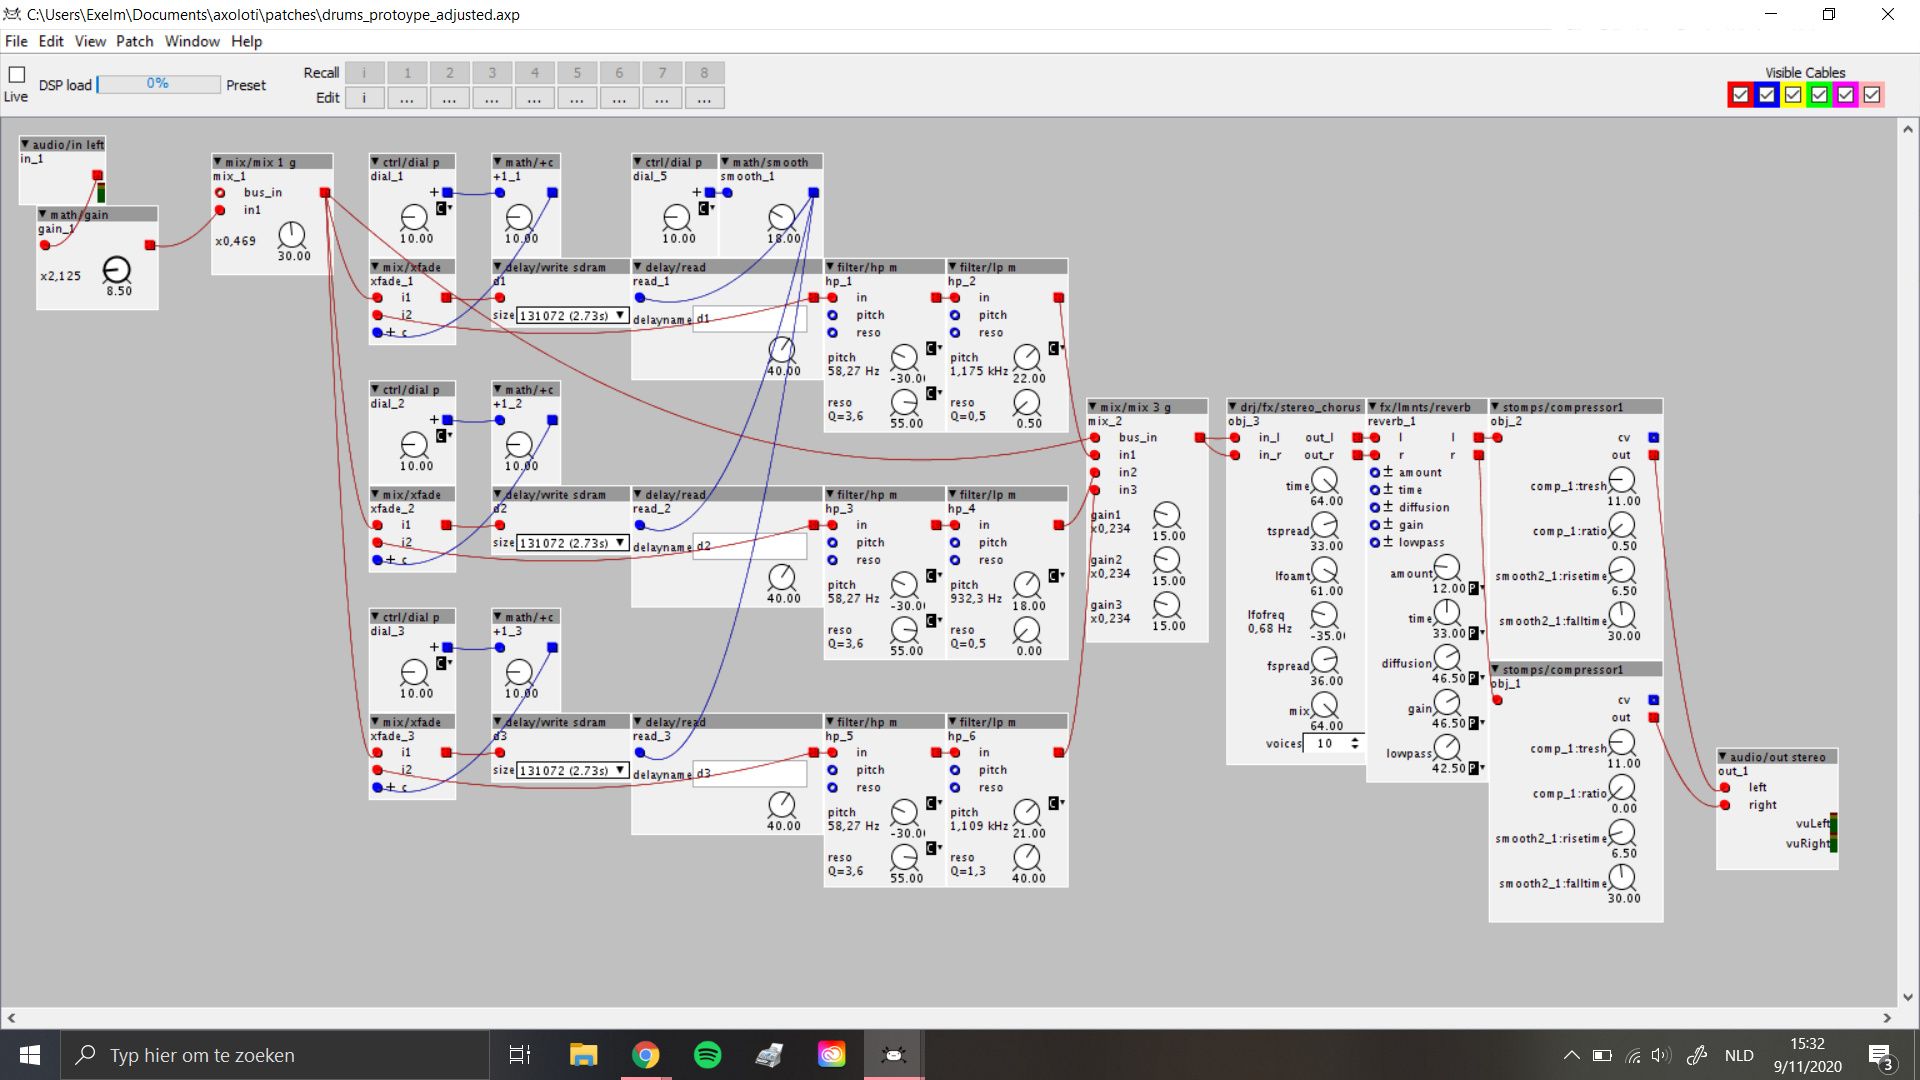 C:\Users\Exelm\Documents\axoloti\patches\drums_protoype_adjusted.axp
File Edit View Patch Window Help
Live
DSP load 0% Preset
Recall i 1 2 3 4 5 6 7 8
Edit i ... ... ... ... ... ... ... ...
Visible Cables
audio/in left
in_1
math/gain
gain_1
x2,125
8.50
mix/mix 1 g
mix_1
bus_in
in1
x0,469
30.00
ctrl/dial p
dial_1
+
C
10.00
math/+c
+1_1
10.00
ctrl/dial p
dial_5
+
C
10.00
math/smooth
smooth_1
18.00
mix/xfade
xfade_1
i1
i2
+ c
delay/write sdram
d1
size 131072 (2.73s)
delay/read
read_1
delayname d1
40.00
filter/hp m
hp_1
in
pitch
reso
pitch
58,27 Hz
C
-30.0
reso
Q=3,6
C
55.00
filter/lp m
hp_2
in
pitch
reso
pitch
1,175 kHz
C
22.00
reso
Q=0,5
0.50
ctrl/dial p
dial_2
+
C
10.00
math/+c
+1_2
10.00
mix/xfade
xfade_2
i1
i2
+ c
delay/write sdram
d2
size 131072 (2.73s)
delay/read
read_2
delayname d2
40.00
filter/hp m
hp_3
in
pitch
reso
pitch
58,27 Hz
C
-30.0
reso
Q=3,6
C
55.00
filter/lp m
hp_4
in
pitch
reso
pitch
932,3 Hz
C
18.00
reso
Q=0,5
0.00
ctrl/dial p
dial_3
+
C
10.00
math/+c
+1_3
10.00
mix/xfade
xfade_3
i1
i2
+ c
delay/write sdram
d3
size 131072 (2.73s)
delay/read
read_3
delayname d3
40.00
filter/hp m
hp_5
in
pitch
reso
pitch
58,27 Hz
C
-30.0
reso
Q=3,6
C
55.00
filter/lp m
hp_6
in
pitch
reso
pitch
1,109 kHz
C
21.00
reso
Q=1,3
40.00
mix/mix 3 g
mix_2
bus_in
in1
in2
in3
gain1
x0,234
15.00
gain2
x0,234
15.00
gain3
x0,234
15.00
drj/fx/stereo_chorus
obj_3
in_l out_l
in_r out_r
time
64.00
tspread
33.00
lfoamt
61.00
lfofreq
0,68 Hz
-35.0
fspread
36.00
mix
64.00
voices 10
fx/lmnts/reverb
reverb_1
l l
r r
± amount
± time
± diffusion
± gain
± lowpass
amount
12.00 P
time
33.00 P
diffusion
46.50 P
gain
46.50 P
lowpass
42.50 P
stomps/compressor1
obj_2
cv
out
comp_1:tresh
11.00
comp_1:ratio
0.50
smooth2_1:risetime
6.50
smooth2_1:falltime
30.00
stomps/compressor1
obj_1
cv
out
comp_1:tresh
11.00
comp_1:ratio
0.00
smooth2_1:risetime
6.50
smooth2_1:falltime
30.00
audio/out stereo
out_1
left
right
vuLeft
vuRight
Typ hier om te zoeken
NLD
15:32
9/11/2020
3